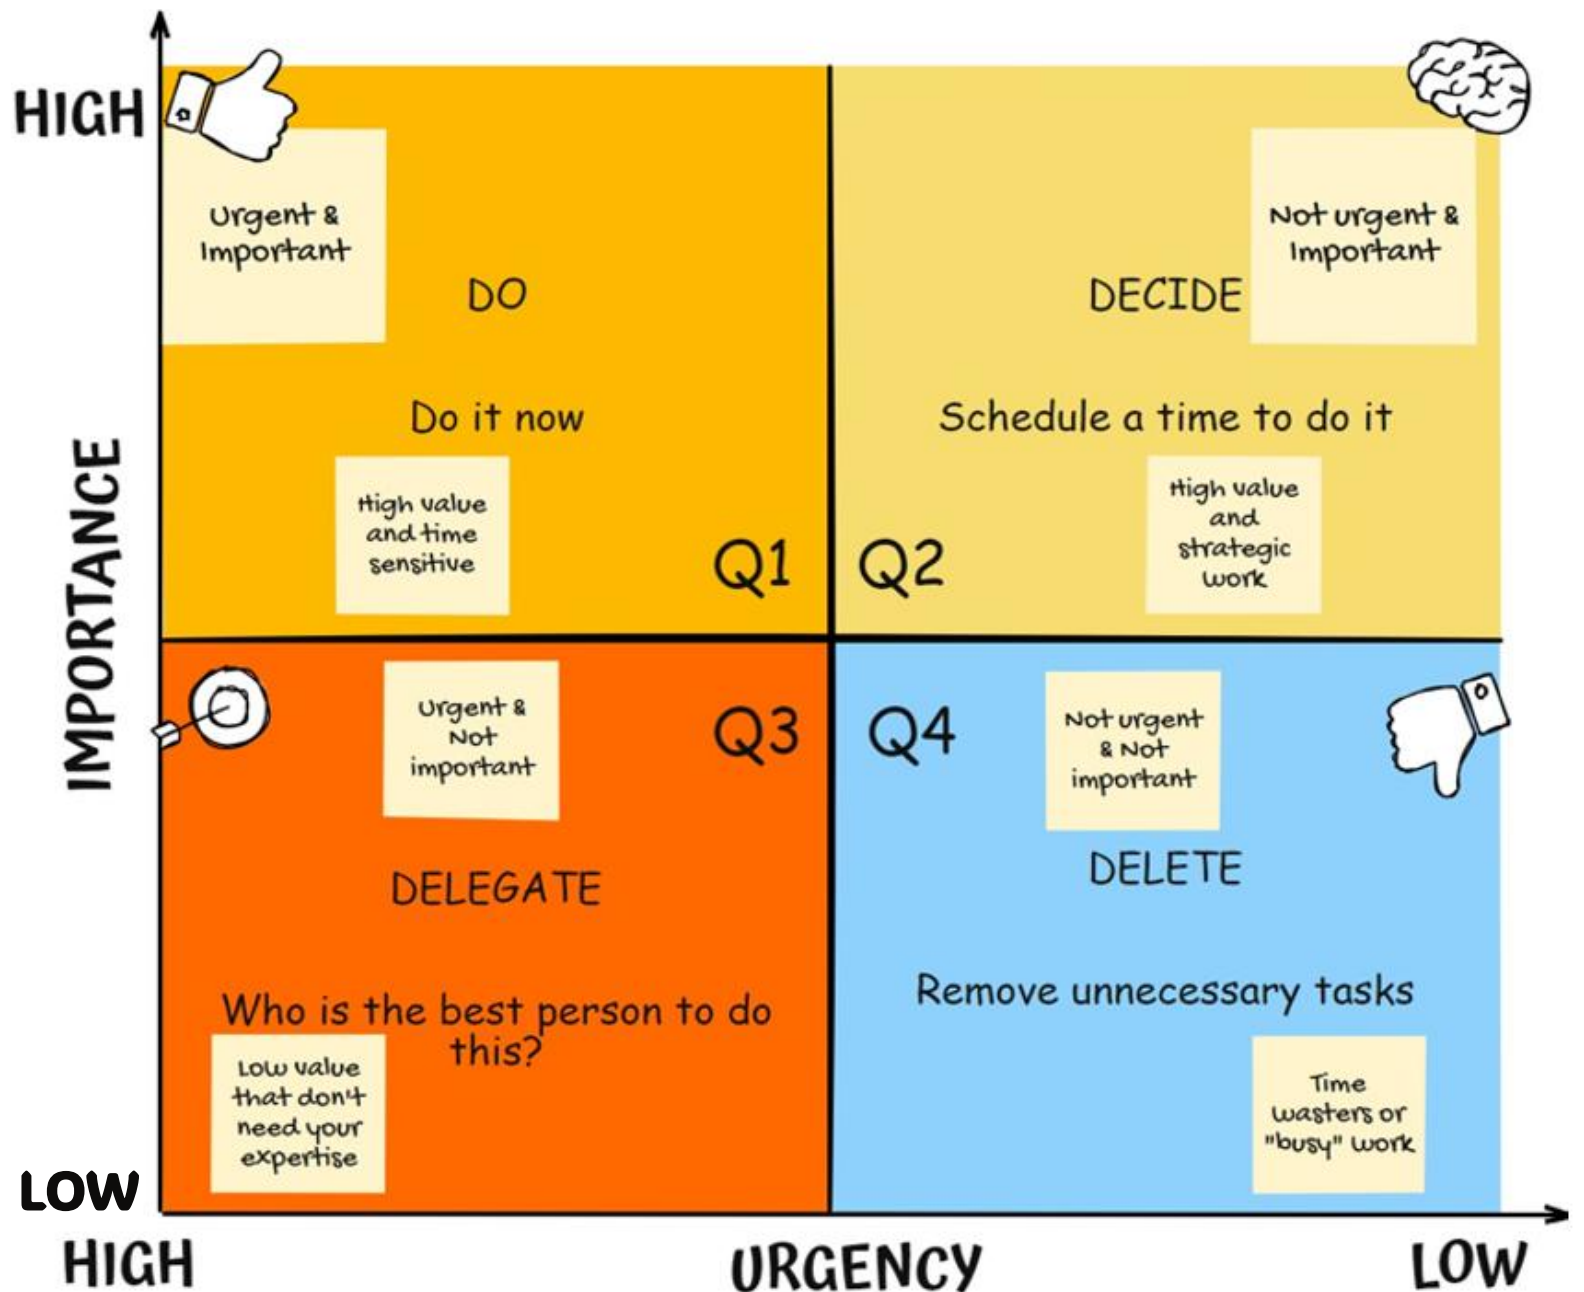 HIGH
Urgent &
Important
DO
Do it now
High value
and time
sensitive
Q1
Not urgent &
Important
DECIDE
Schedule a time to do it
High value
and
strategic
work
Q2
IMPORTANCE
Urgent &
Not
important
Q3
DELEGATE
Who is the best person to do
this?
Low value
that don't
need your
expertise
Q4
Not urgent
& Not
important
DELETE
Remove unnecessary tasks
Time
wasters or
"busy" work
LOW
HIGH
URGENCY
LOW